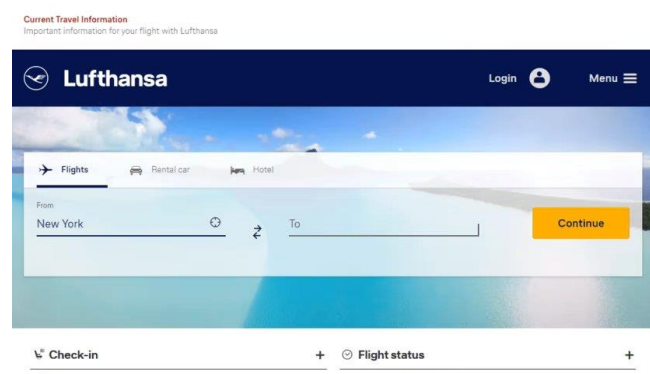 Current Travel Information
Important information for your flight with Lufthansa
Lufthansa
Login
Menu
Flights
Rental car
Hotel
From
New York
To
Continue
Check-in
Flight status